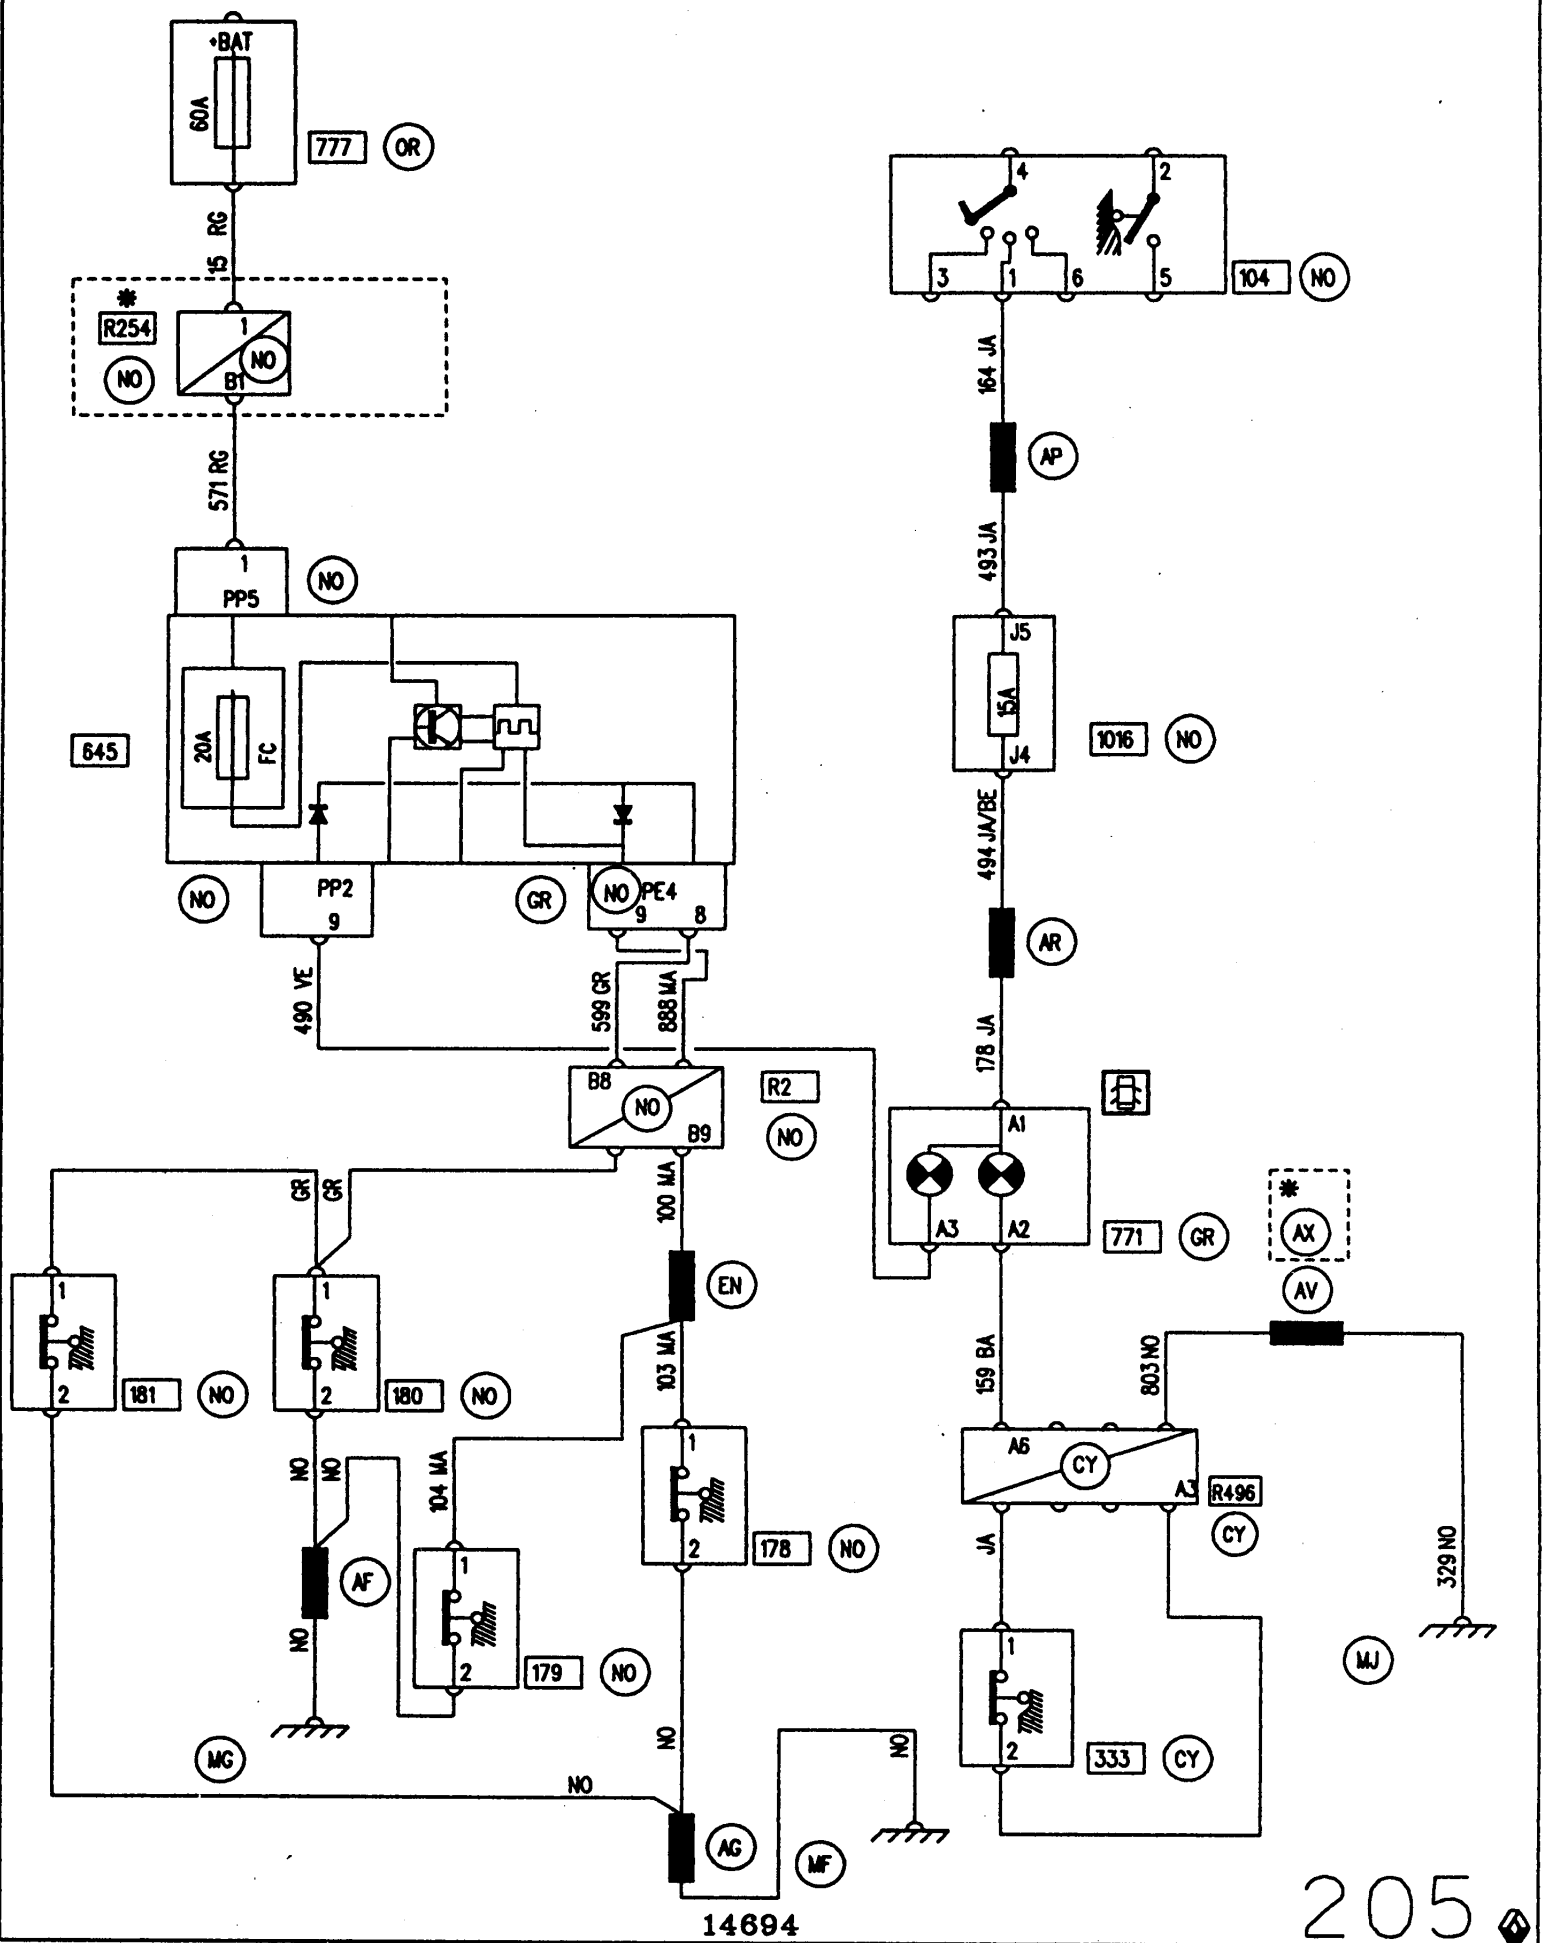 +BAT
60A
777
OR
15 RG
*
R254
NO
1
NO
B1
571 RG
1
PP5
NO
645
20A
FC
NO
PP2
9
GR
NO
PE4
9
8
490 VE
599 GR
888 MA
B8
NO
B9
R2
NO
GR
GR
100 MA
EN
103 MA
1
2
181
NO
1
2
180
NO
NO
NO
104 MA
AF
NO
MG
1
2
179
NO
1
2
178
NO
NO
NO
AG
MF
NO
4
2
3
1
6
5
104
NO
164 JA
AP
493 JA
J5
15A
J4
1016
NO
494 JA/BE
AR
178 JA
A1
A3
A2
771
GR
*
AX
AV
159 BA
803 NO
A6
CY
A3
R496
CY
JA
329 NO
MJ
1
2
333
CY
14694
205